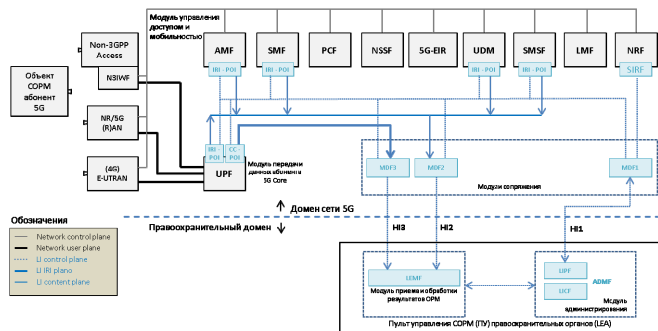 Модуль управления
доступом и
мобильностью
Non-3GPP
Access
N3IWF
AMF
SMF
PCF
NSSF
5G-EIR
UDM
SMSF
LMF
NRF
IRI - POI
IRI - POI
IRI - POI
IRI - POI
SIRF
Объект
СОРМ
абонент
5G
NR/5G
(R)AN
(4G)
E-UTRAN
IRI -
POI
CC -
POI
UPF
Модуль передачи
данных абонента в
5G Core
MDF3
MDF2
MDF1
Модули сопряжения
Домен сети 5G
Правоохранительный домен
HI3
HI2
HI1
Обозначения
Network control plane
Network user plane
LI control plane
LI IRI plano
LI content plane
LEMF
Модуль приема и обработки
результатов ОРМ
LIPF
LICF
ADMF
Модуль
администрирования
Пульт управления СОРМ (ПУ) правоохранительных органов (LEA)